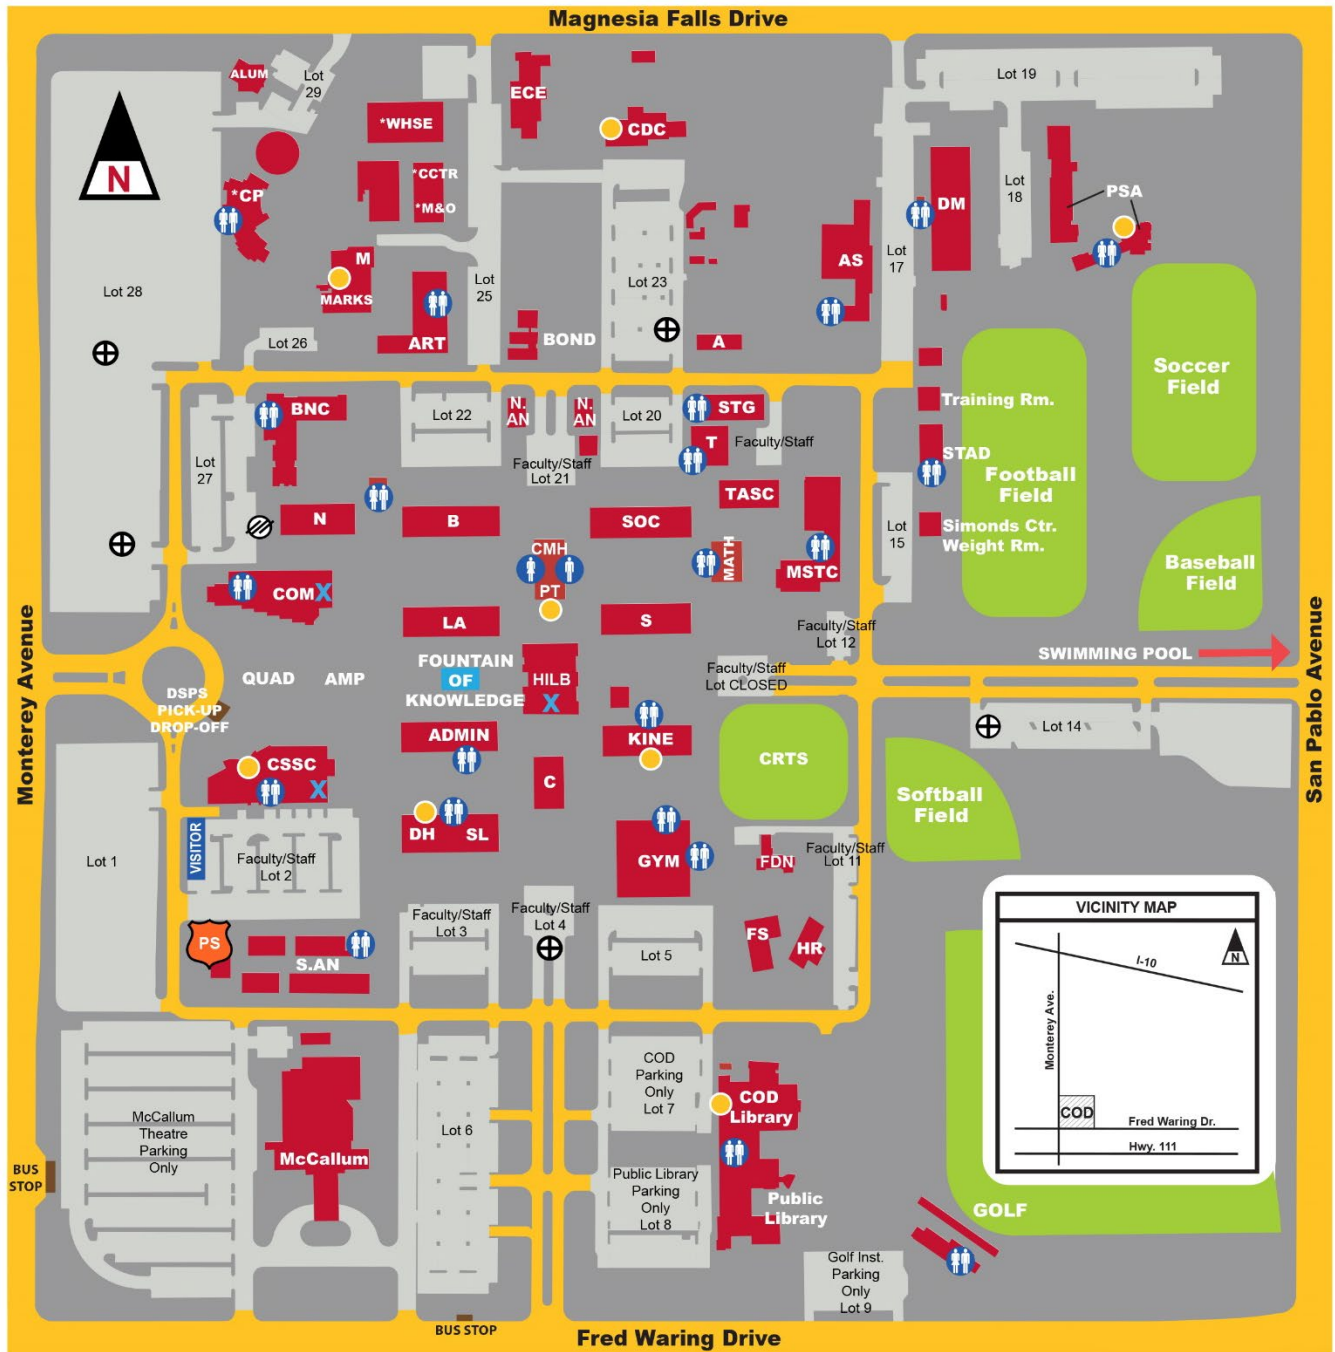 Magnesia Falls Drive
ALUM
Lot
29
ECE
Lot 19
*WHSE
CDC
N
*CCTR
*CP
*M&O
DM
Lot
18
PSA
M
MARKS
AS
Lot
17
Lot 28
Lot
25
Lot 23
Lot 26
ART
BOND
A
Soccer
Field
BNC
Lot 22
N.
AN
N.
AN
Lot 20
STG
Training Rm.
T
Faculty/Staff
Lot
27
Faculty/Staff
Lot 21
STAD
Football
Field
TASC
N
B
SOC
Lot
15
Simonds Ctr.
Weight Rm.
CMH
PT
MATH
MSTC
Baseball
Field
COM
X
LA
S
Faculty/Staff
Lot 12
Monterey Avenue
San Pablo Avenue
SWIMMING POOL
QUAD
AMP
FOUNTAIN
OF
KNOWLEDGE
HILB
X
Faculty/Staff
Lot CLOSED
DSPS
PICK-UP
DROP-OFF
ADMIN
KINE
Lot 14
CSSC
X
C
CRTS
Softball
Field
DH
SL
Lot 1
VISITOR
Faculty/Staff
Lot 2
GYM
FDN
Faculty/Staff
Lot 11
Faculty/Staff
Lot 3
Faculty/Staff
Lot 4
PS
S.AN
Lot 5
FS
HR
VICINITY MAP
I-10
N
Monterey Ave.
COD
Fred Waring Dr.
Hwy. 111
COD
Parking
Only
Lot 7
COD
Library
McCallum
Theatre
Parking
Only
Lot 6
McCallum
BUS
STOP
Public Library
Parking
Only
Lot 8
Public
Library
GOLF
Golf Inst.
Parking
Only
Lot 9
BUS STOP
Fred Waring Drive